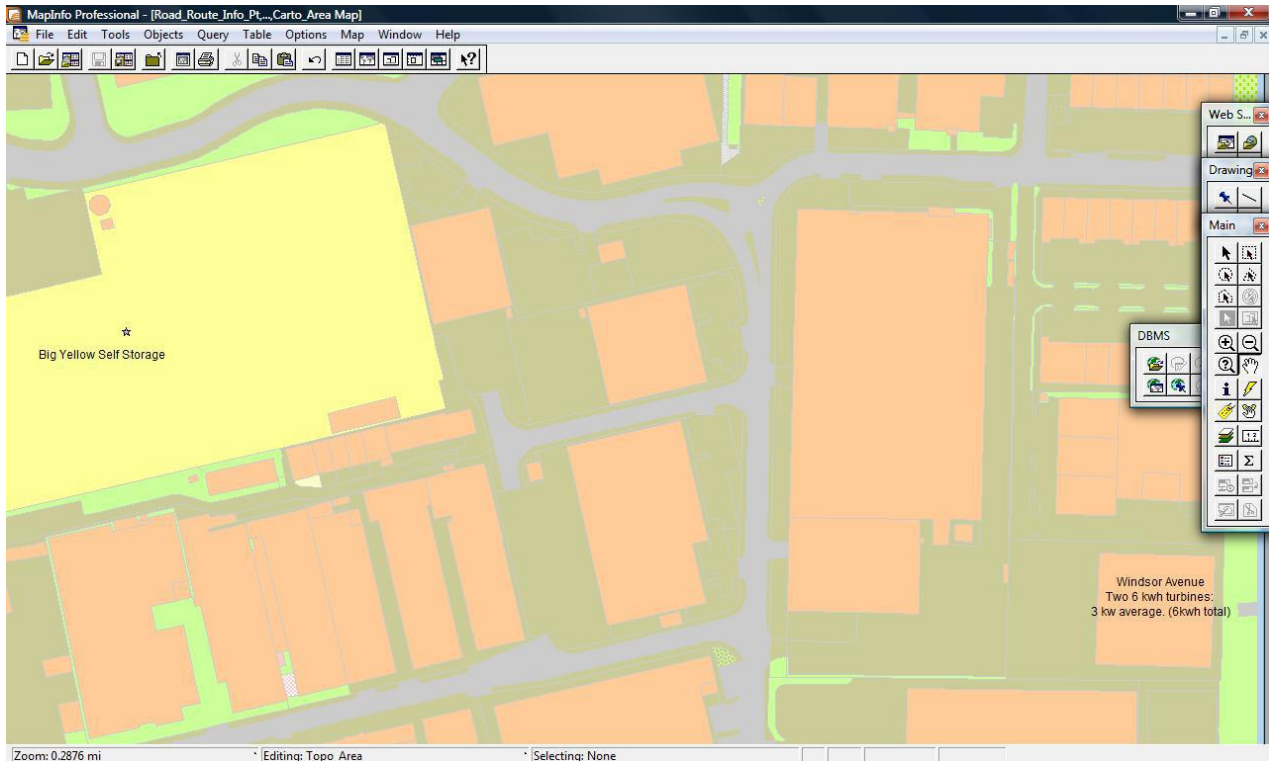 MapInfo Professional - [Road_Route_Info_Pt,...,Carto_Area Map]
File Edit Tools Objects Query Table Options Map Window Help
Web S...
Drawing
Main
DBMS
Big Yellow Self Storage
Windsor Avenue
Two 6 kwh turbines:
3 kw average. (6kwh total)
Zoom: 0.2876 mi
Editing: Topo_Area
Selecting: None